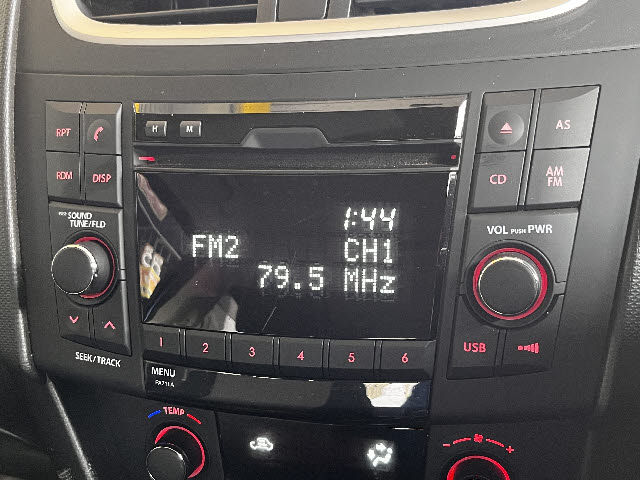 H M
RPT
RDM DISP
SOUND
TUNE/FLD
SEEK/TRACK
1:44
FM2 CH1
79.5 MHz
1 2 3 4 5 6
MENU
AS
CD AM
FM
VOL PUSH PWR
USB
TEMP
- +